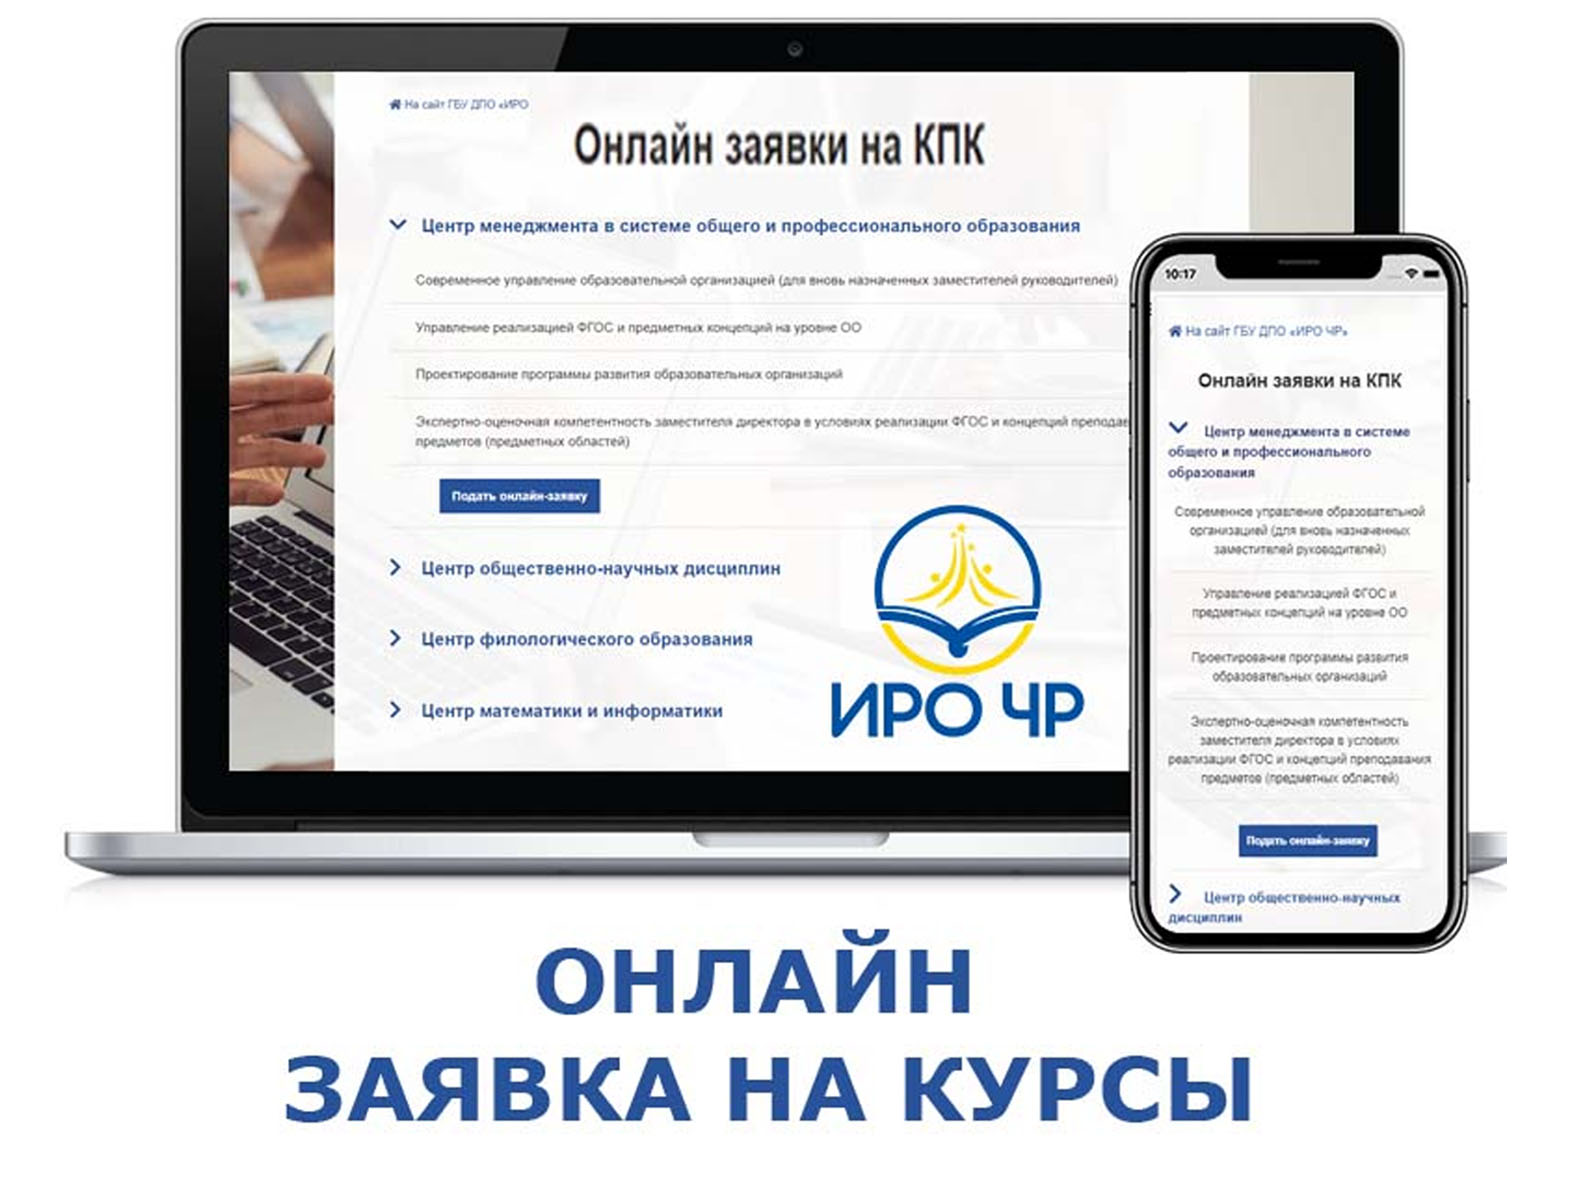 На сайт ГБУ ДПО «ИРО
Онлайн заявки на КПК
Центр менеджмента в системе общего и профессионального образования
Современное управление образовательной организацией (для вновь назначенных заместителей руководителей)
Управление реализацией ФГОС и предметных концепций на уровне ОО
Проектирование программы развития образовательных организаций
Экспертно-оценочная компетентность заместителя директора в условиях реализации ФГОС и концепций преподав
предметов (предметных областей)
Подать онлайн-заявку
Центр общественно-научных дисциплин
Центр филологического образования
Центр математики и информатики
ИРО ЧР
10:17
На сайт ГБУ ДПО «ИРО ЧР»
Онлайн заявки на КПК
Центр менеджмента в системе
общего и профессионального
образования
Современное управление образовательной
организацией (для вновь назначенных
заместителей руководителей)
Управление реализацией ФГОС и
предметных концепций на уровне ОО
Проектирование программы развития
образовательных организаций
Экспертно-оценочная компетентность
заместителя директора в условиях
реализации ФГОС и концепций преподавания
предметов (предметных областей)
Подать онлайн-заявку
Центр общественно-научных
дисциплин
ОНЛАЙН
ЗАЯВКА НА КУРСЫ